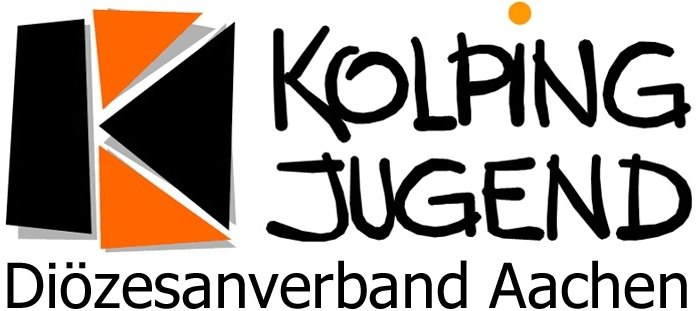 KOLPING
JUGEND
Diözesanverband Aachen